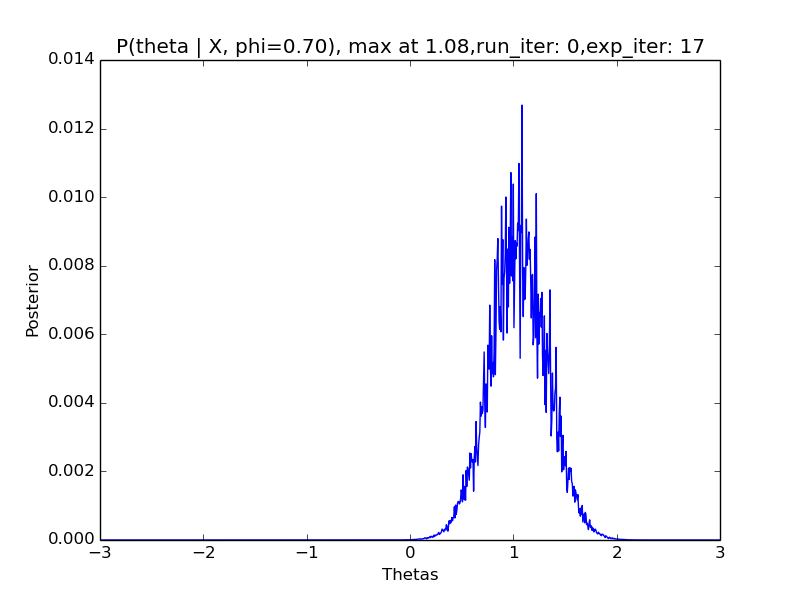 P(theta | X, phi=0.70), max at 1.08,run_iter: 0,exp_iter: 17
0.014
0.012
0.010
0.008
0.006
0.004
0.002
0.000
Posterior
−3 −2 −1 0 1 2 3
Thetas